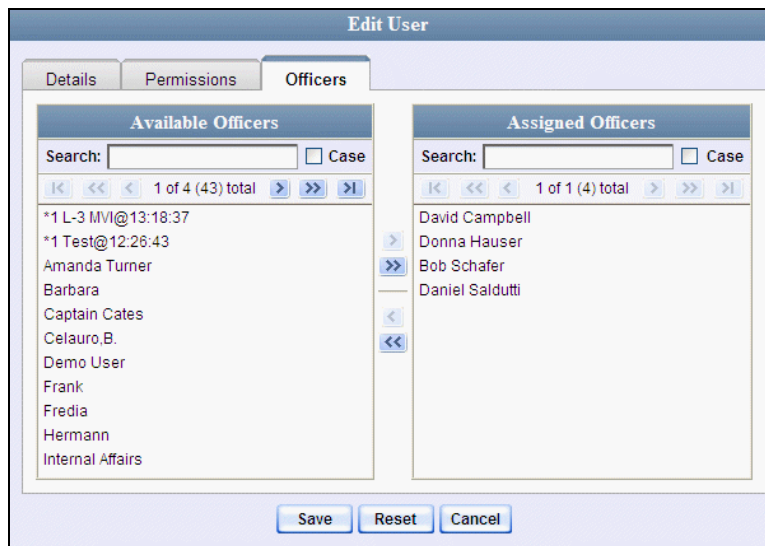 Edit User
Details Permissions Officers
Available Officers
Search: Case
1 of 4 (43) total
*1 L-3 MVI@13:18:37
*1 Test@12:26:43
Amanda Turner
Barbara
Captain Cates
Celauro,B.
Demo User
Frank
Fredia
Hermann
Internal Affairs
Assigned Officers
Search: Case
1 of 1 (4) total
David Campbell
Donna Hauser
Bob Schafer
Daniel Saldutti
Save Reset Cancel